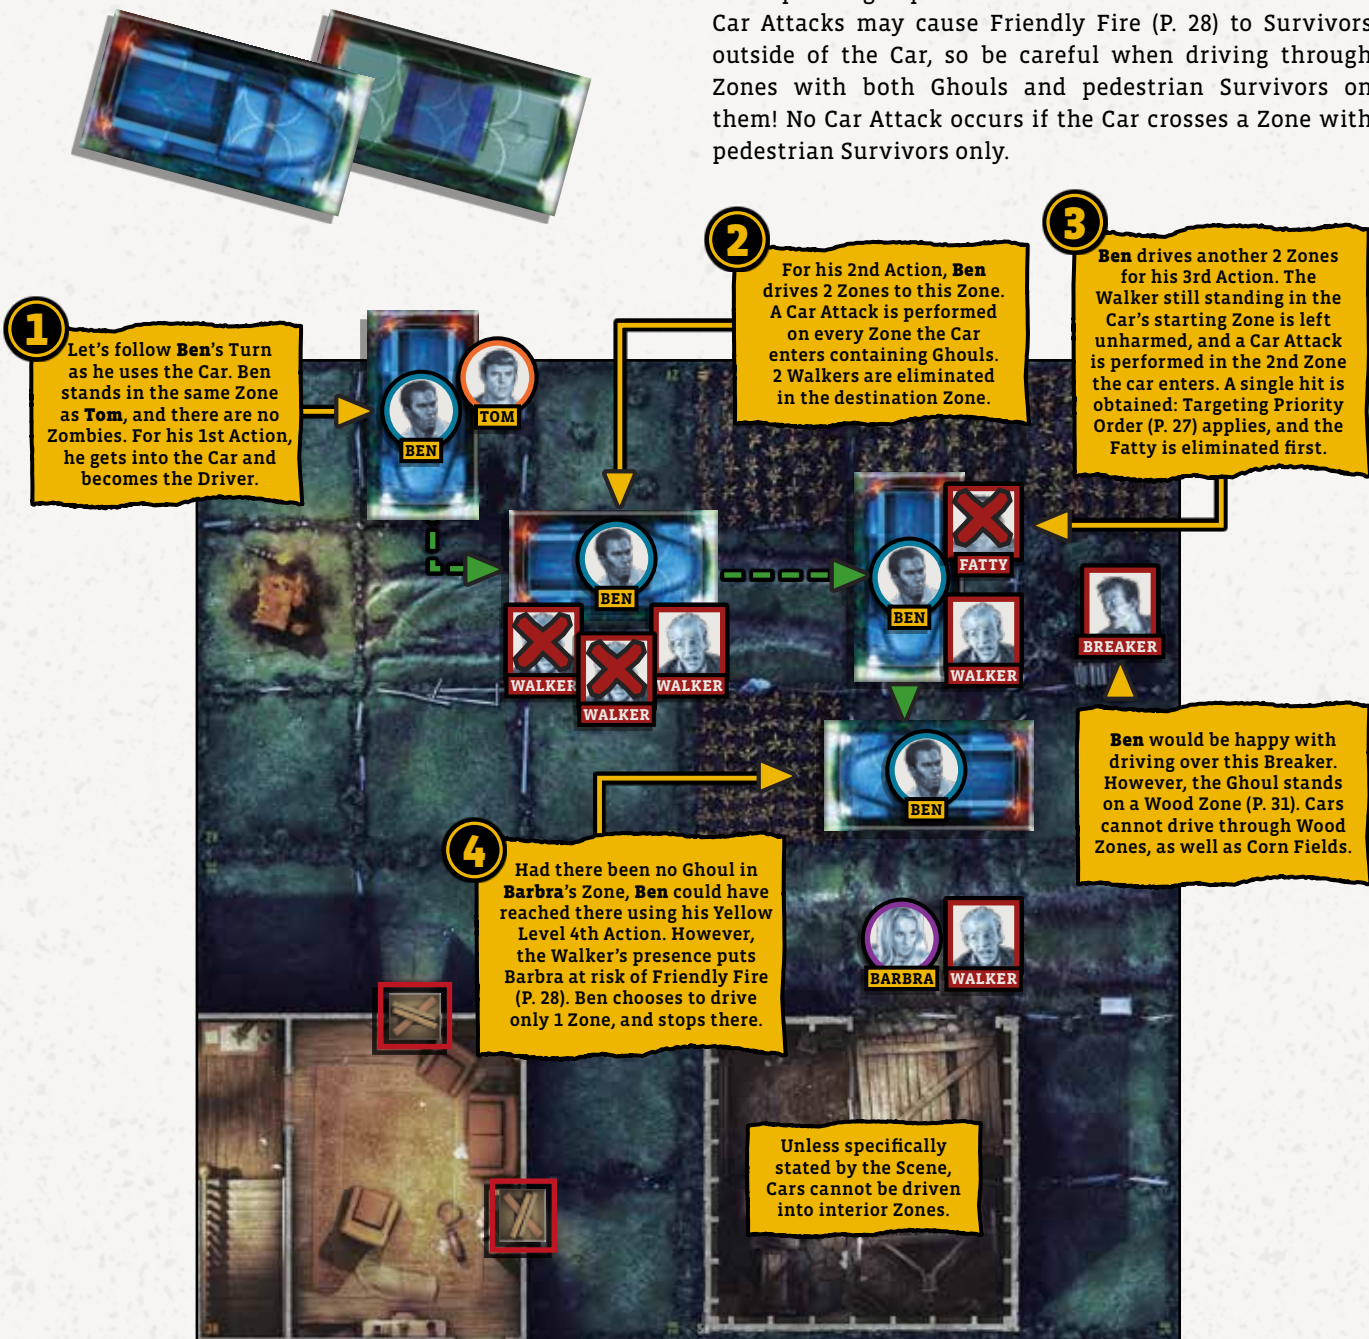 Car Attacks may cause Friendly Fire (P. 28) to Survivors
outside of the Car, so be careful when driving through
Zones with both Ghouls and pedestrian Survivors on
them! No Car Attack occurs if the Car crosses a Zone with
pedestrian Survivors only.
1
Let's follow Ben's Turn
as he uses the Car. Ben
stands in the same Zone
as Tom, and there are no
Zombies. For his 1st Action,
he gets into the Car and
becomes the Driver.
BEN
TOM
2
For his 2nd Action, Ben
drives 2 Zones to this Zone.
A Car Attack is performed
on every Zone the Car
enters containing Ghouls.
2 Walkers are eliminated
in the destination Zone.
3
Ben drives another 2 Zones
for his 3rd Action. The
Walker still standing in the
Car's starting Zone is left
unharmed, and a Car Attack
is performed in the 2nd Zone
the car enters. A single hit is
obtained: Targeting Priority
Order (P. 27) applies, and the
Fatty is eliminated first.
BEN
WALKER
WALKER
WALKER
BEN
FATTY
WALKER
BREAKER
Ben would be happy with
driving over this Breaker.
However, the Ghoul stands
on a Wood Zone (P. 31). Cars
cannot drive through Wood
Zones, as well as Corn Fields.
BEN
4
Had there been no Ghoul in
Barbra's Zone, Ben could have
reached there using his Yellow
Level 4th Action. However,
the Walker's presence puts
Barbra at risk of Friendly Fire
(P. 28). Ben chooses to drive
only 1 Zone, and stops there.
BARBRA
WALKER
Unless specifically
stated by the Scene,
Cars cannot be driven
into interior Zones.